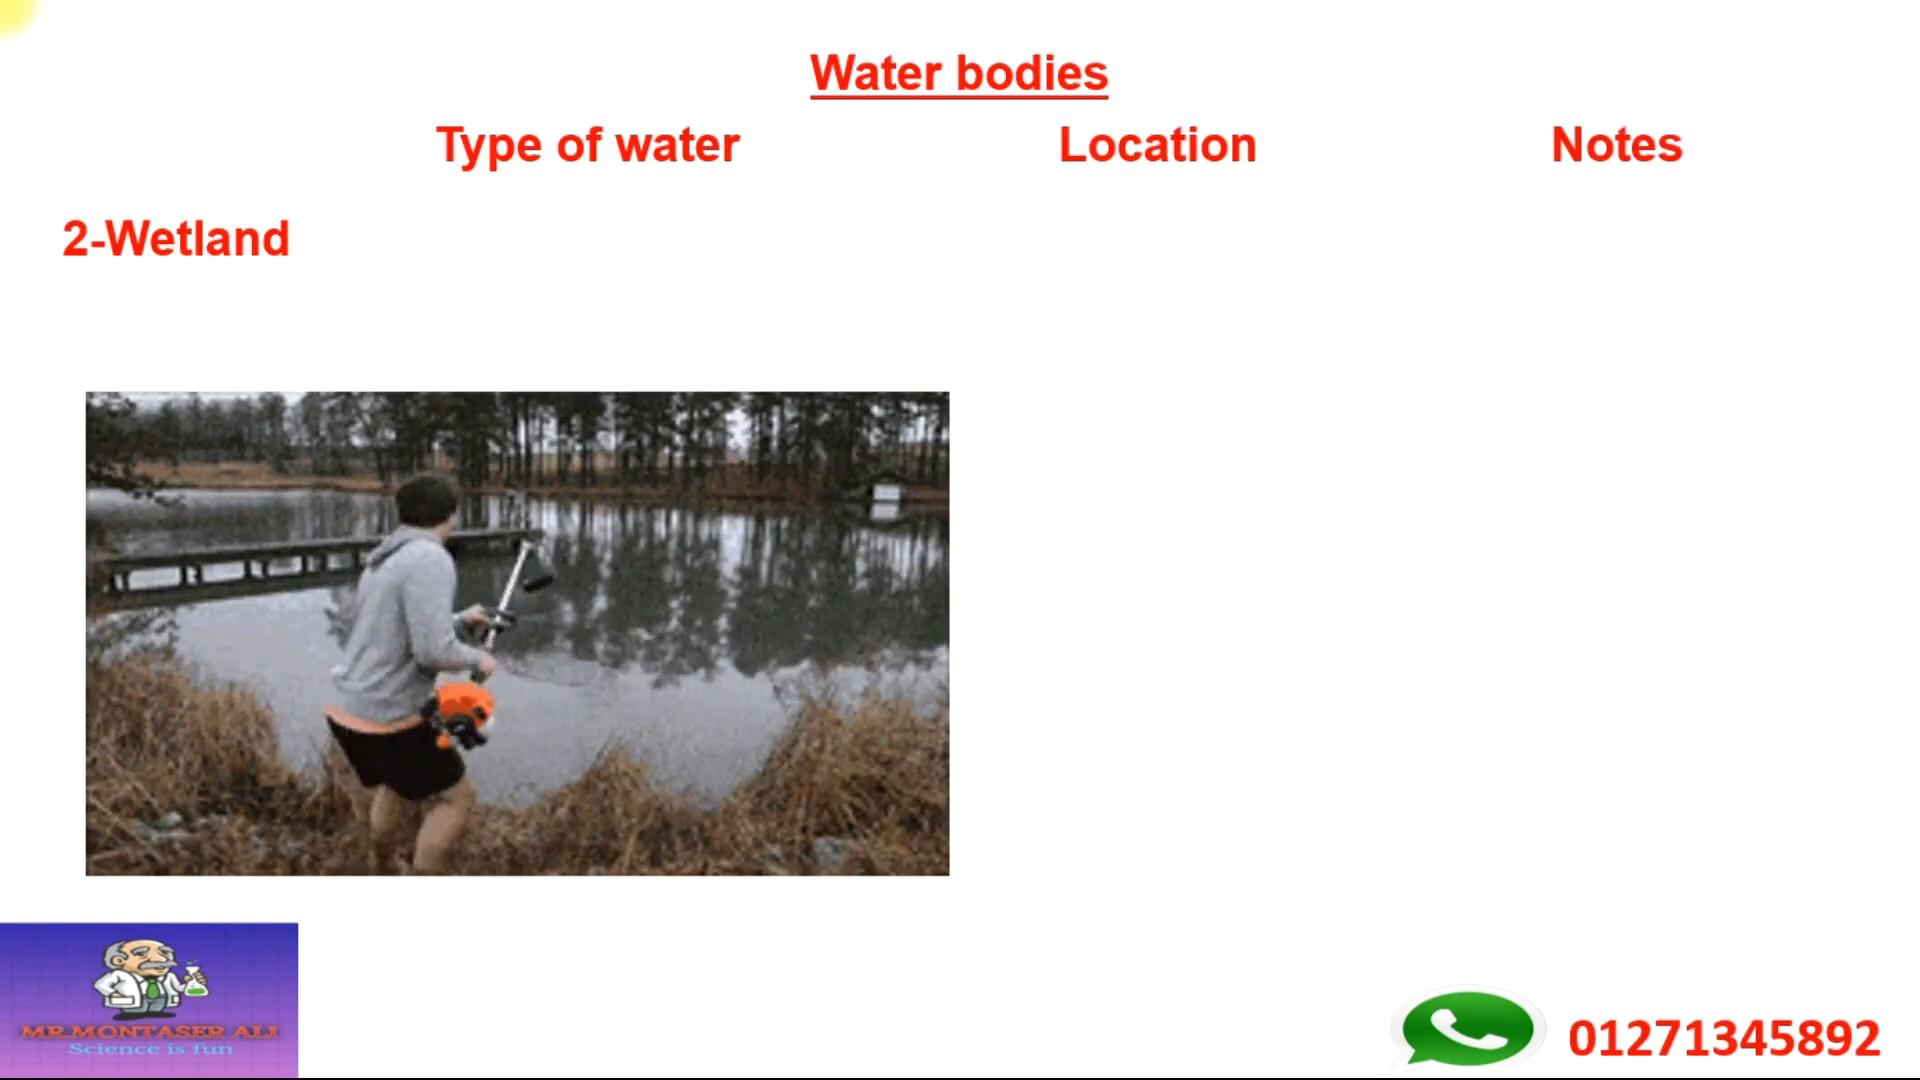 Water bodies
Type of water Location Notes
2-Wetland
MR.MONTASER ALI
Science is fun
01271345892